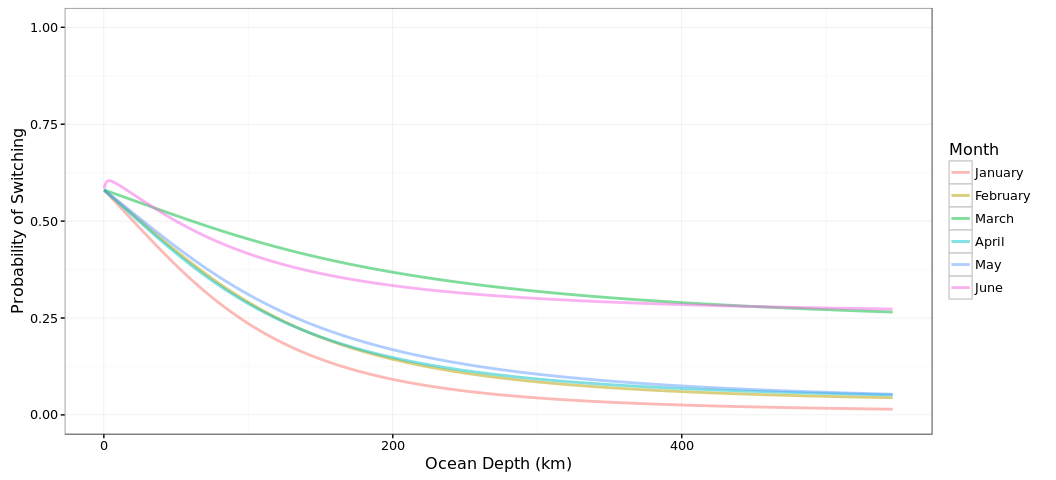 1.00
0.75
0.50
0.25
0.00
Probability of Switching
0
200
400
Ocean Depth (km)
Month
January
February
March
April
May
June